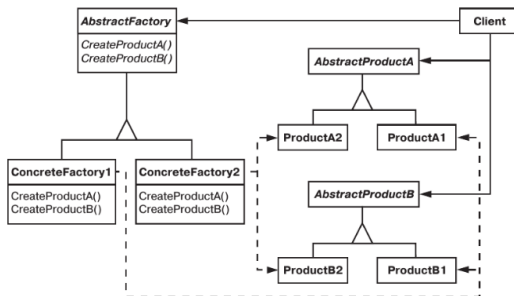 AbstractFactory
CreateProductA()
CreateProductB()
Client
AbstractProductA
ProductA2
ProductA1
ConcreteFactory1
CreateProductA()
CreateProductB()
ConcreteFactory2
CreateProductA()
CreateProductB()
AbstractProductB
ProductB2
ProductB1